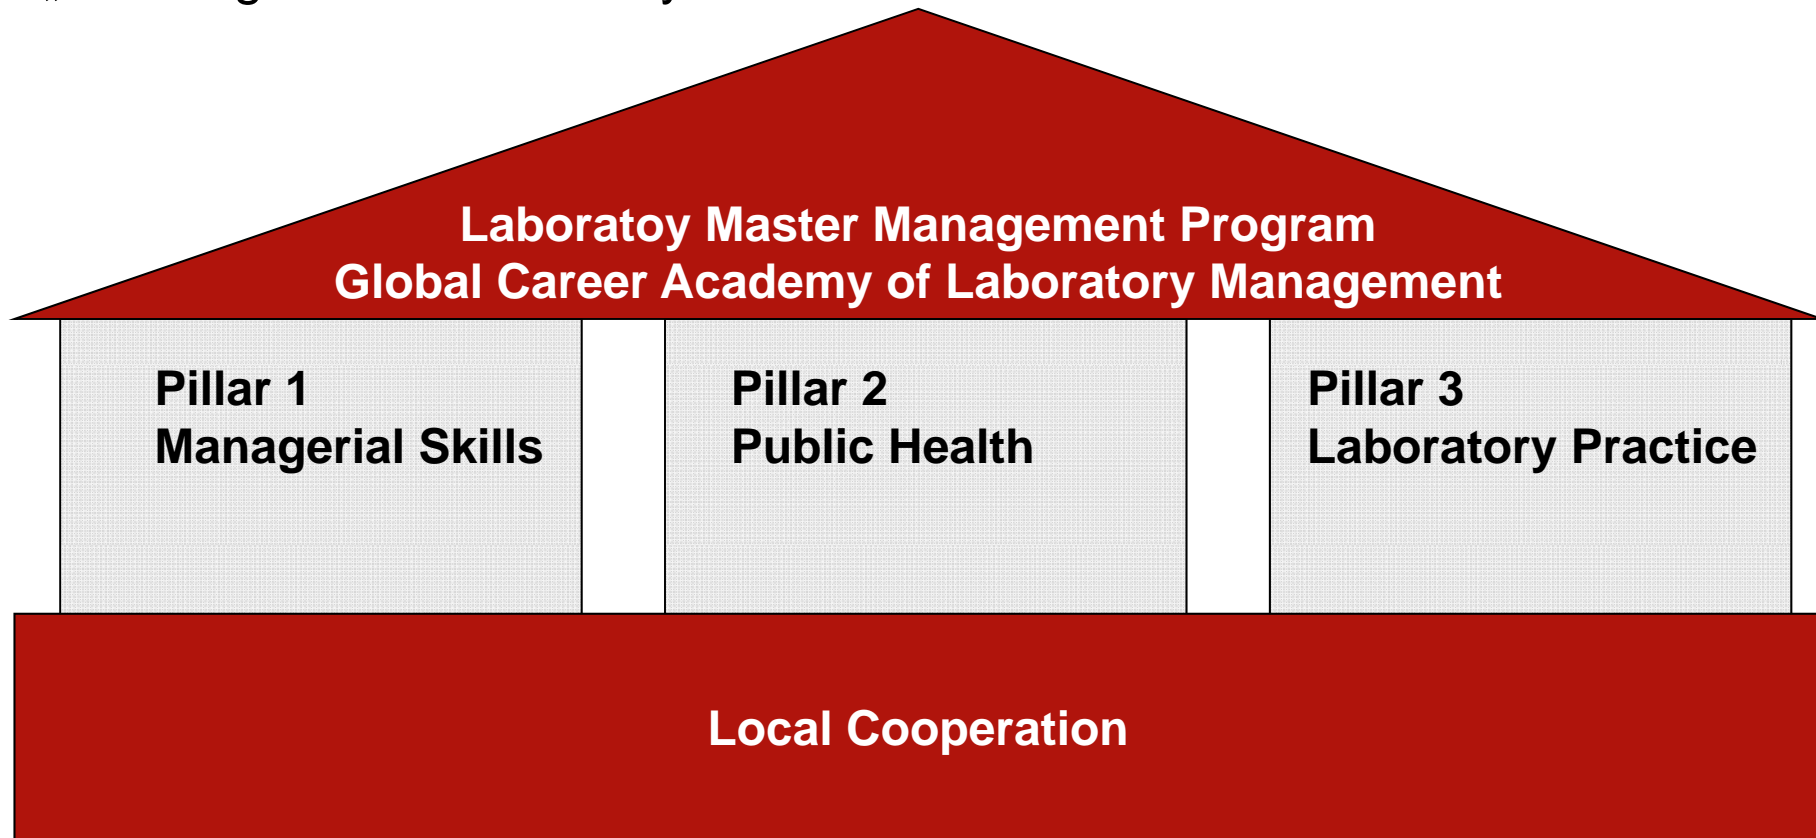 Laboratoy Master Management Program
Global Career Academy of Laboratory Management
Pillar 1
Managerial Skills
Pillar 2
Public Health
Pillar 3
Laboratory Practice
Local Cooperation